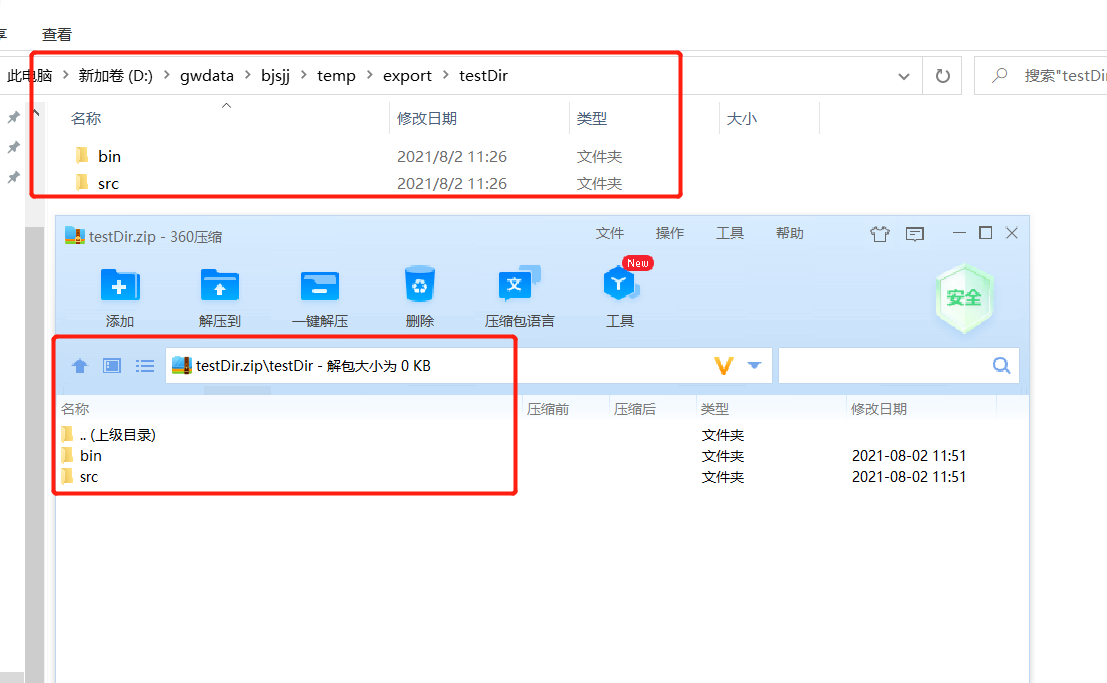 享 查看
此电脑 › 新加卷 (D:) › gwdata › bjsjj › temp › export › testDir
搜索"testDi
名称 修改日期 类型 大小
bin 2021/8/2 11:26 文件夹
src 2021/8/2 11:26 文件夹
testDir.zip - 360压缩 文件 操作 工具 帮助
New
添加 解压到 一键解压 删除 压缩包语言 工具
安全
testDir.zip\testDir - 解包大小为 0 KB
名称 压缩前 压缩后 类型 修改日期
.. (上级目录) 文件夹
bin 文件夹 2021-08-02 11:51
src 文件夹 2021-08-02 11:51